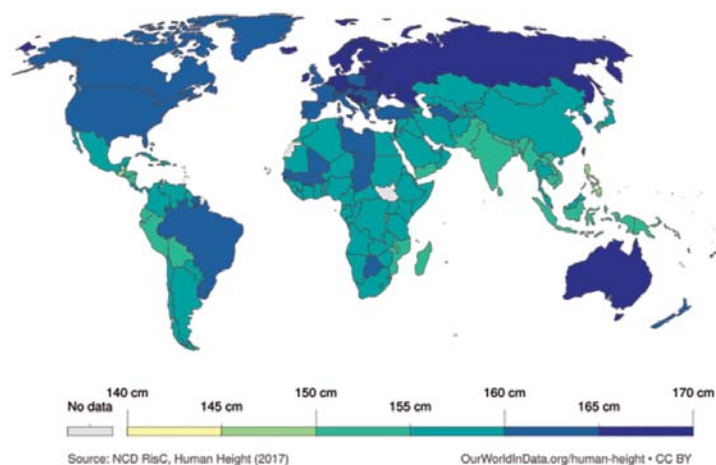 140 cm 150 cm 160 cm 170 cm
No data 145 cm 155 cm 165 cm
Source: NCD RisC, Human Height (2017) OurWorldInData.org/human-height • CC BY